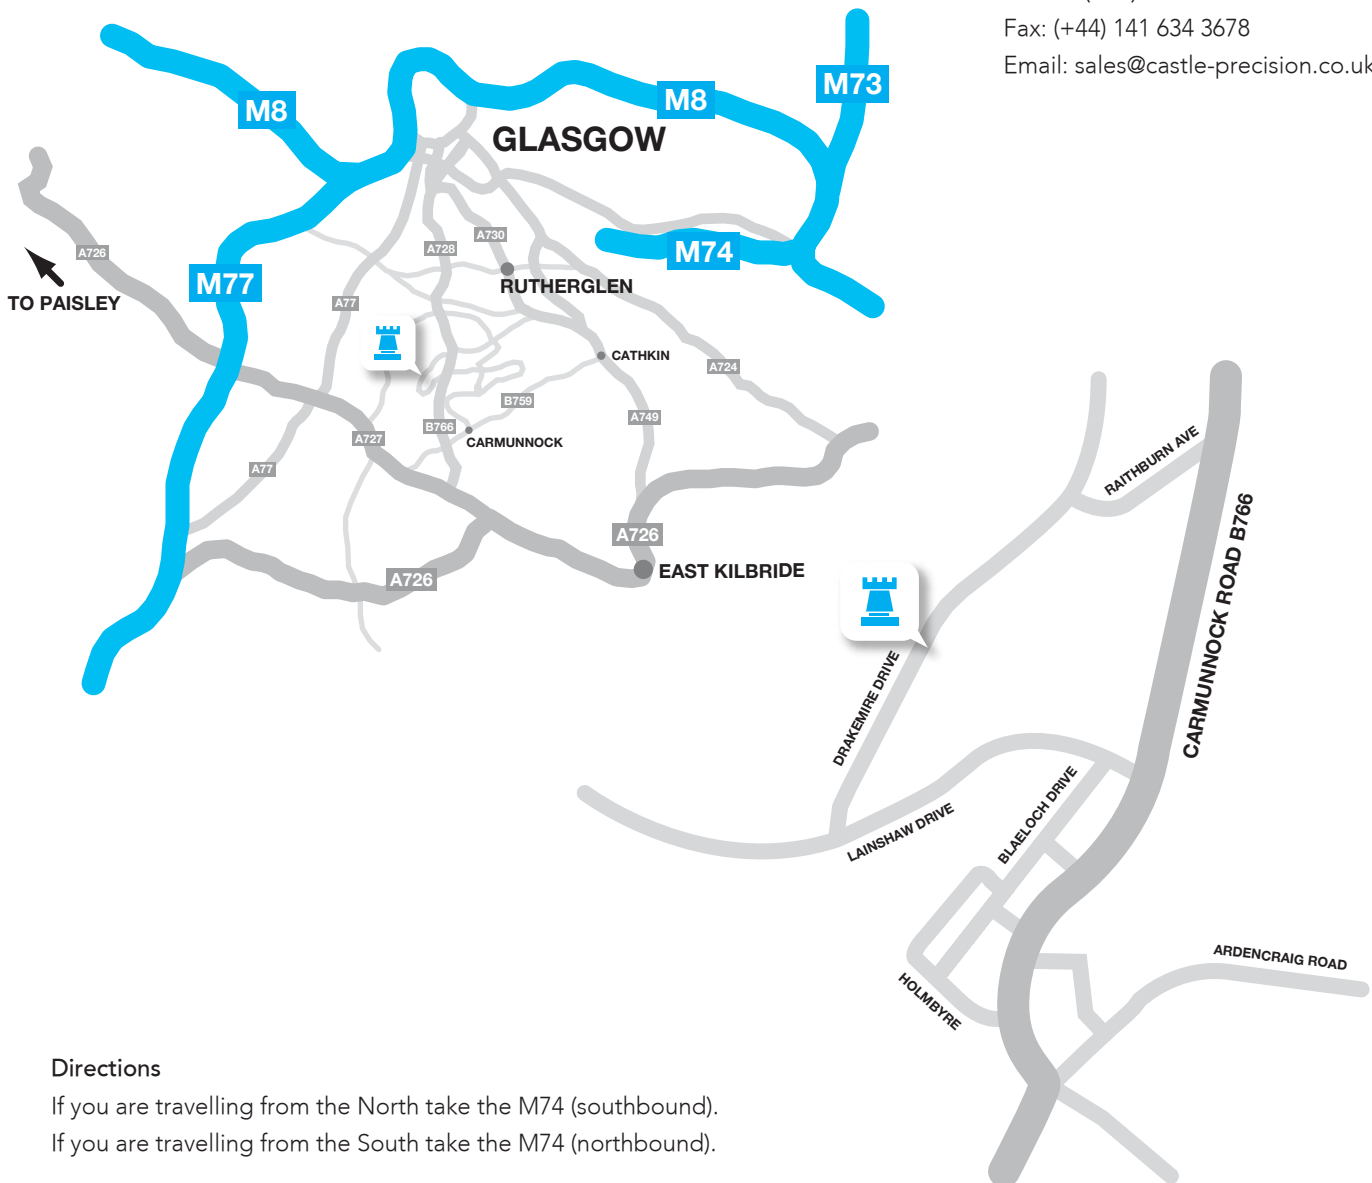 Fax: (+44) 141 634 3678
Email: sales@castle-precision.co.uk
M8
M8
M73
GLASGOW
A726
A728
A730
M74
M77
RUTHERGLEN
TO PAISLEY
A77
CATHKIN
A724
B759
A749
B766
A727
CARMUNNOCK
A77
A726
EAST KILBRIDE
A726
RAITHBURN AVE
CARMUNNOCK ROAD B766
DRAKEMIRE DRIVE
LAINSHAW DRIVE
BLAELOCH DRIVE
HOLMBYRE
ARDENCRAIG ROAD
Directions
If you are travelling from the North take the M74 (southbound).
If you are travelling from the South take the M74 (northbound).